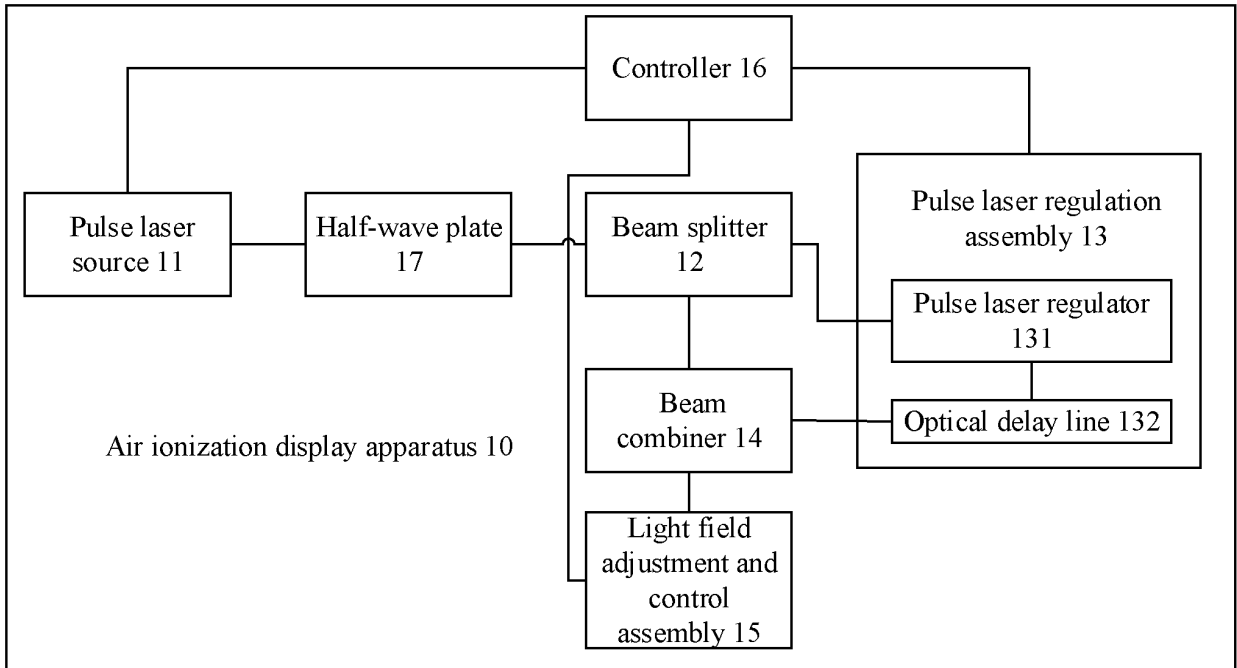 Controller 16
Pulse laser
source 11
Half-wave plate
17
Beam splitter
12
Pulse laser regulation
assembly 13
Pulse laser regulator
131
Optical delay line 132
Beam
combiner 14
Air ionization display apparatus 10
Light field
adjustment and
control
assembly 15